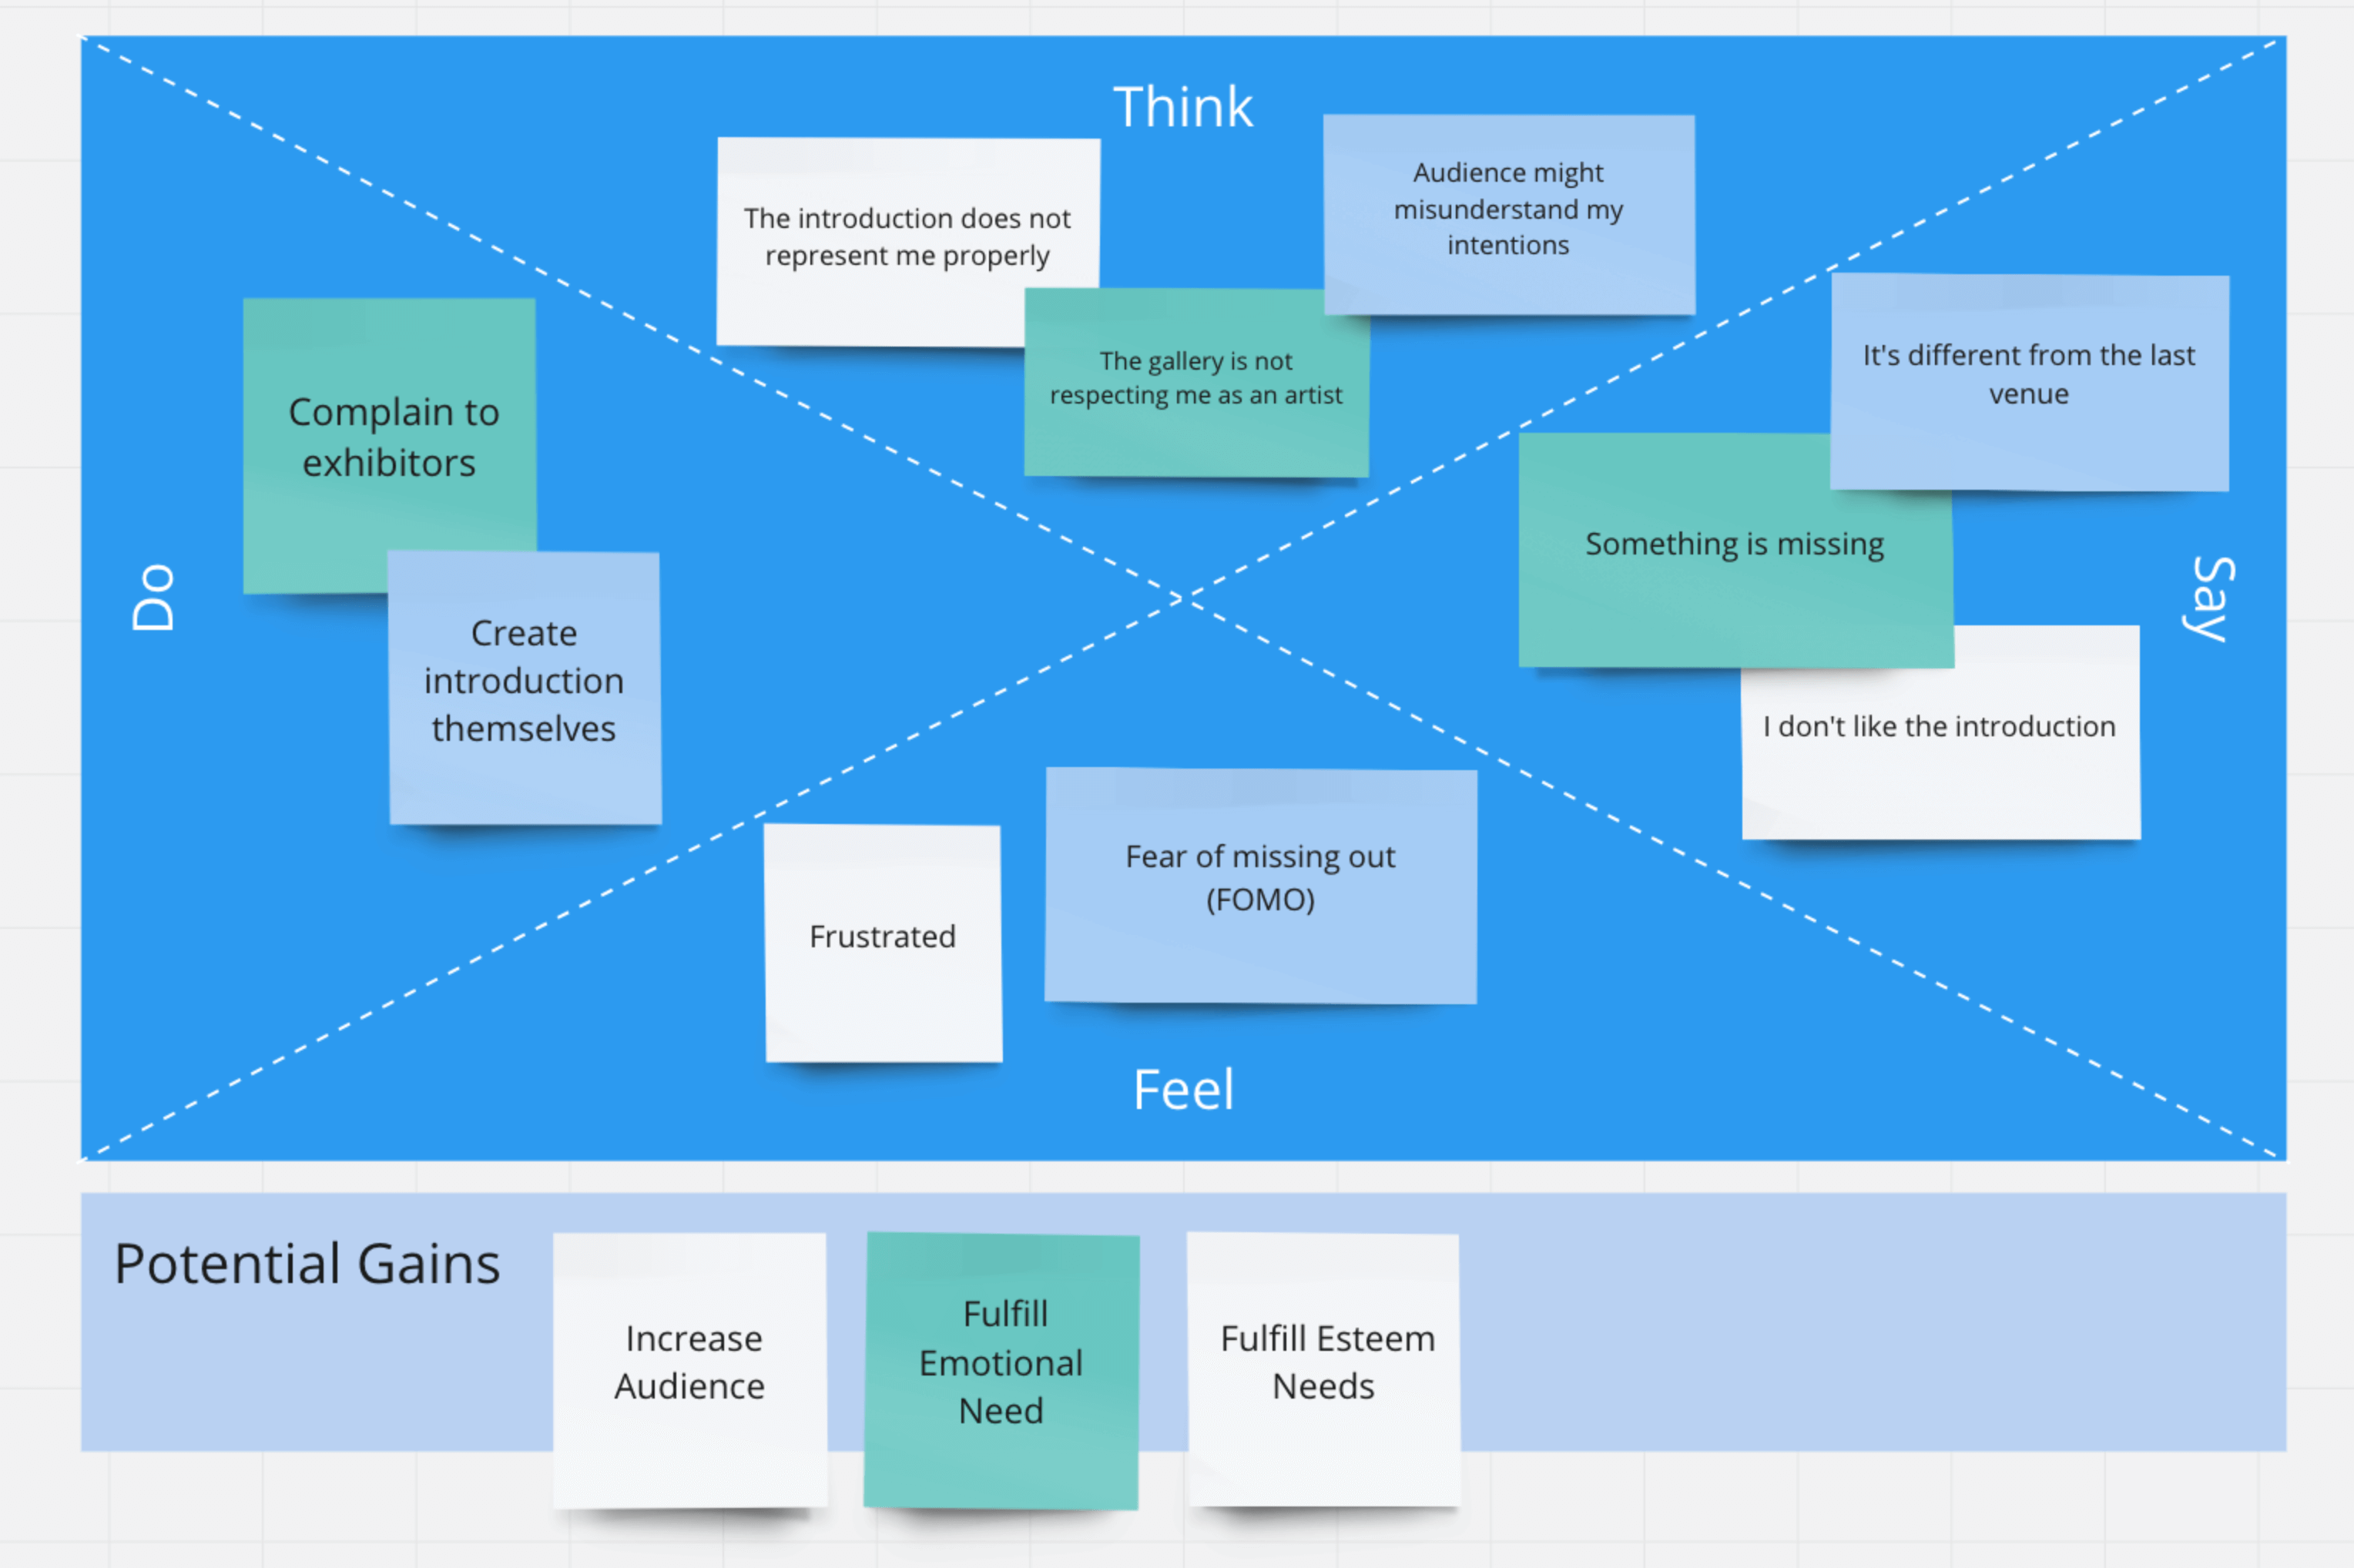 Think
The introduction does not
represent me properly
Audience might
misunderstand my
intentions
The gallery is not
respecting me as an artist
Do
Complain to
exhibitors
Create
introduction
themselves
Say
It's different from the last
venue
Something is missing
I don't like the introduction
Frustrated
Fear of missing out
(FOMO)
Feel
Potential Gains
Increase
Audience
Fulfill
Emotional
Need
Fulfill Esteem
Needs